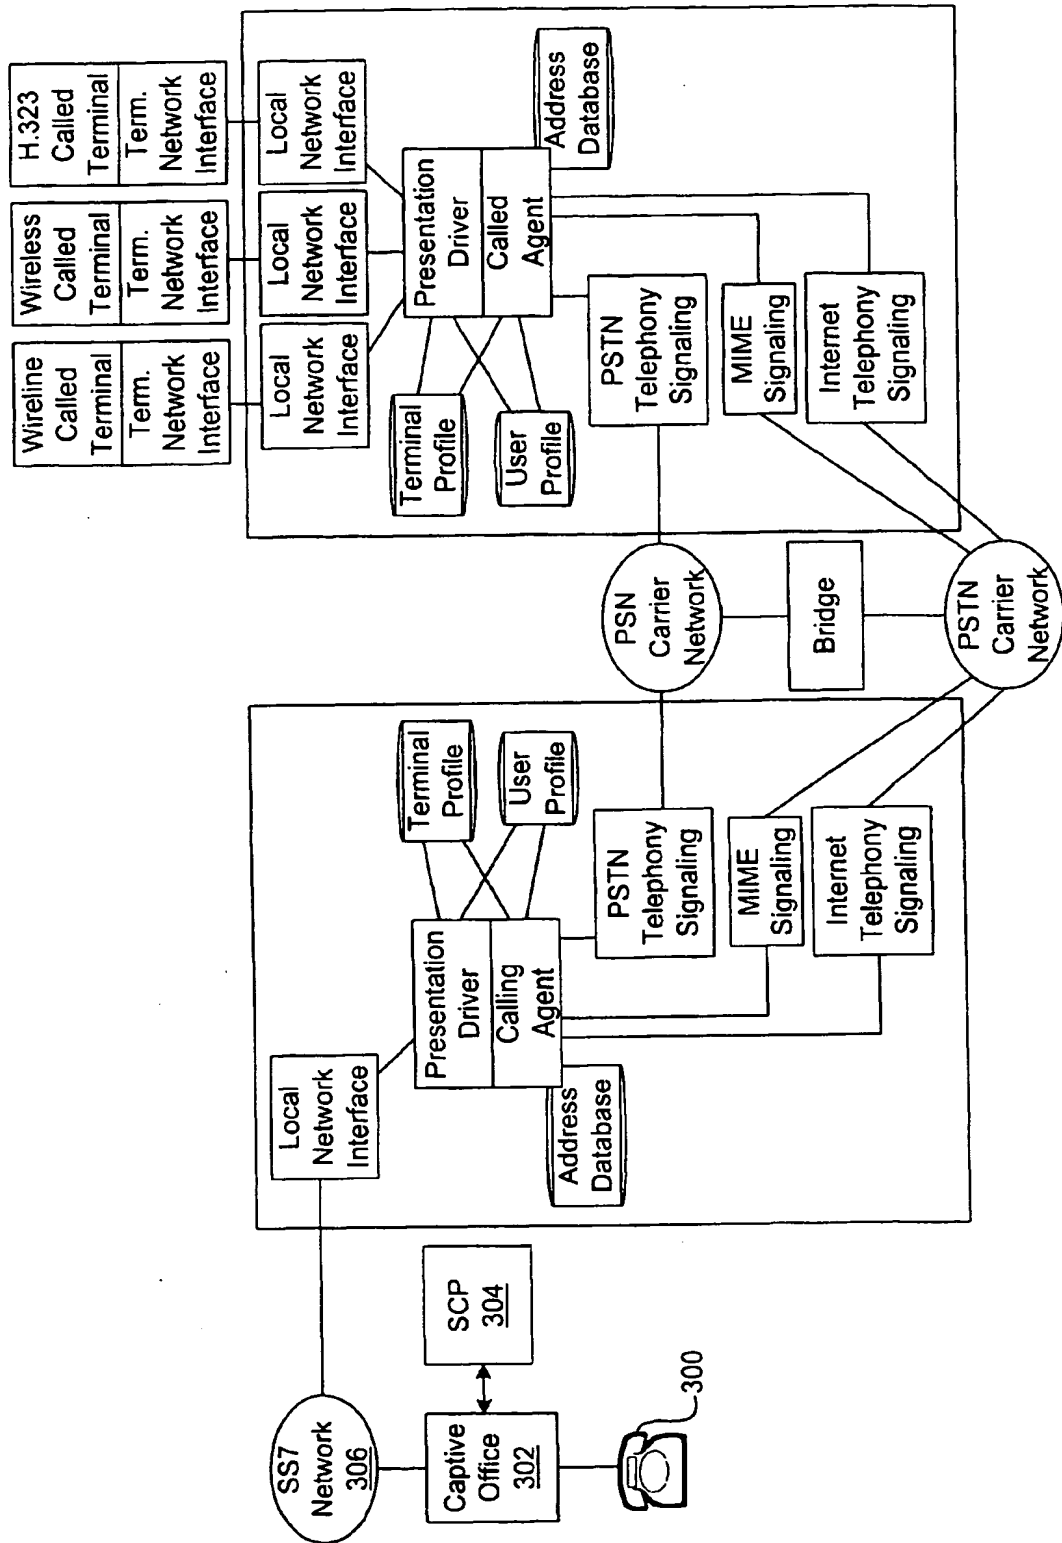 SS7
Network
306
Captive
Office
302
SCP
304
300
Local
Network
Interface
Presentation
Driver
Calling
Agent
Address
Database
Terminal
Profile
User
Profile
PSTN
Telephony
Signaling
MIME
Signaling
Internet
Telephony
Signaling
PSN
Carrier
Network
Bridge
PSTN
Carrier
Network
Wireline
Called
Terminal
Term.
Network
Interface
Wireless
Called
Terminal
Term.
Network
Interface
H.323
Called
Terminal
Term.
Network
Interface
Local
Network
Interface
Local
Network
Interface
Local
Network
Interface
Presentation
Driver
Called
Agent
Address
Database
Terminal
Profile
User
Profile
PSTN
Telephony
Signaling
MIME
Signaling
Internet
Telephony
Signaling